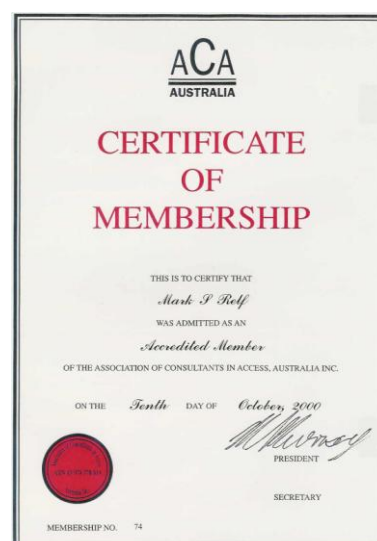 ACA
AUSTRALIA
CERTIFICATE
OF
MEMBERSHIP
THIS IS TO CERTIFY THAT
Mark S Relf
WAS ADMITTED AS AN
Accredited Member
OF THE ASSOCIATION OF CONSULTANTS IN ACCESS, AUSTRALIA INC.
ON THE Tenth DAY OF October, 2000
PRESIDENT
SECRETARY
MEMBERSHIP NO. 74